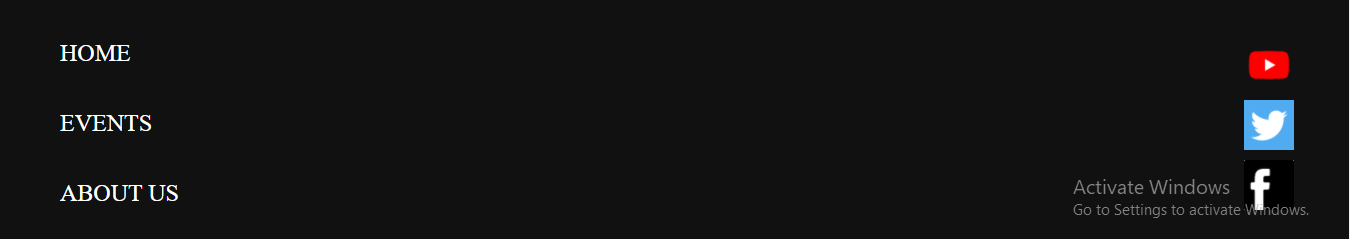 HOME
EVENTS
ABOUT US
Activate Windows
Go to Settings to activate Windows.